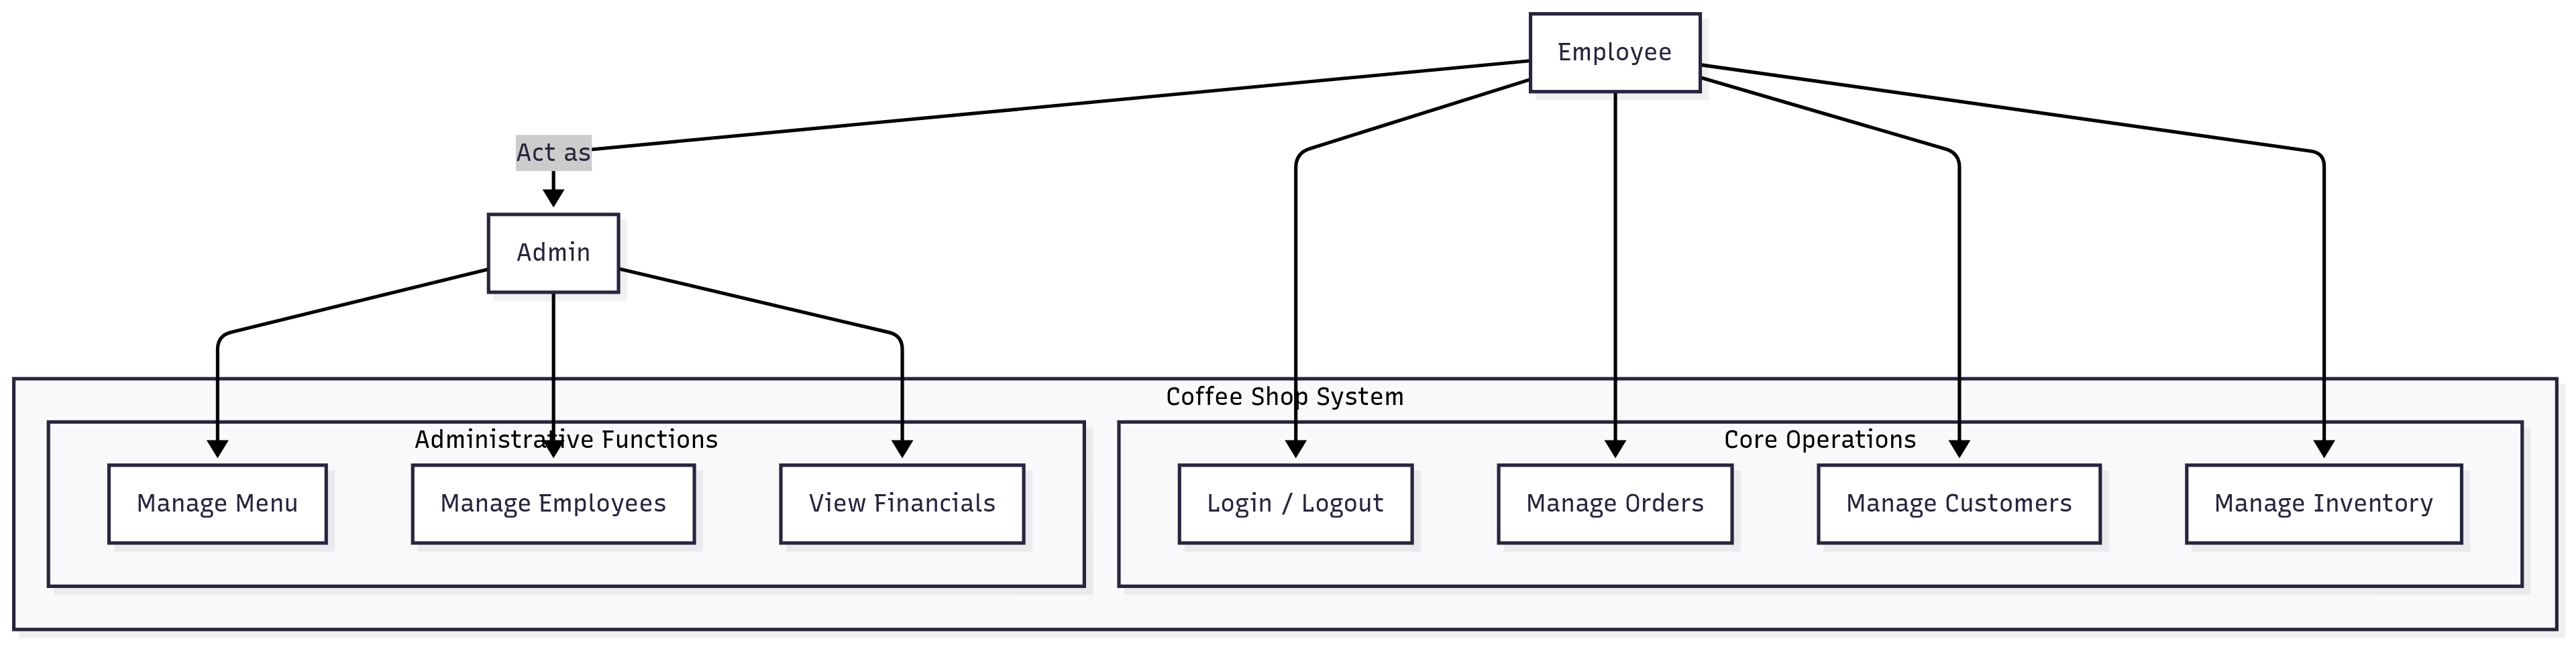 Employee
Act as
Admin
Coffee Shop System
Administrative Functions
Core Operations
Manage Menu
Manage Employees
View Financials
Login / Logout
Manage Orders
Manage Customers
Manage Inventory